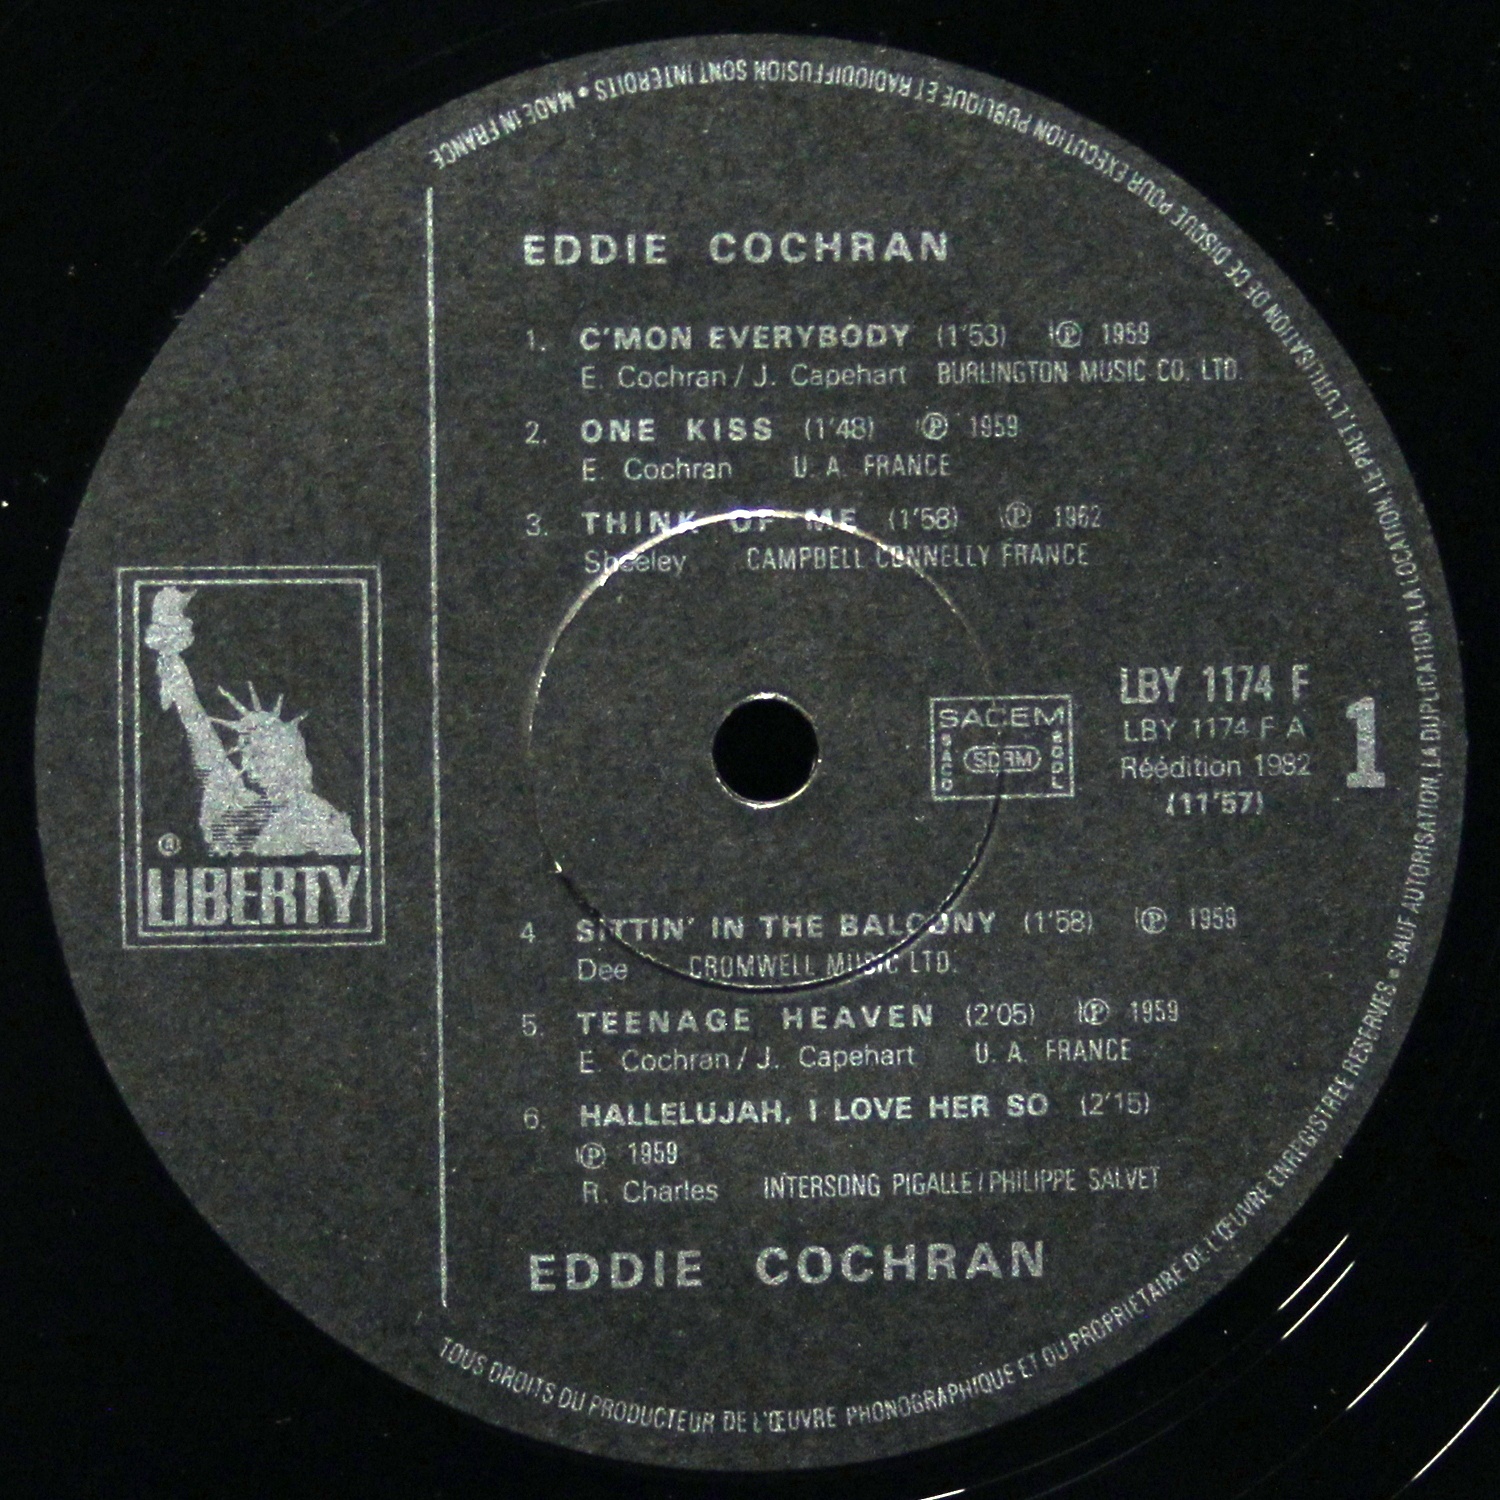 EDDIE COCHRAN
1. C'MON EVERYBODY (1'53) Ⓟ 1959
E. Cochran / J. Capehart BURLINGTON MUSIC CO. LTD.
2. ONE KISS (1'48) Ⓟ 1959
E. Cochran U. A. FRANCE
3. THINK OF ME (1'58) Ⓟ 1962
Sheeley CAMPBELL CONNELLY FRANCE
® LIBERTY
SACEM
SACD SDRM SGDL
LBY 1174 F
LBY 1174 F A
Réédition 1982
(11'57)
1
4 SITTIN' IN THE BALCONY (1'58) Ⓟ 1959
Dee CROMWELL MUSIC LTD.
5. TEENAGE HEAVEN (2'05) Ⓟ 1959
E. Cochran / J. Capehart U. A. FRANCE
6. HALLELUJAH, I LOVE HER SO (2'15)
Ⓟ 1959
R. Charles INTERSONG PIGALLE / PHILIPPE SALVET
EDDIE COCHRAN
TOUS DROITS DU PRODUCTEUR DE L'ŒUVRE PHONOGRAPHIQUE ET DU PROPRIETAIRE DE L'ŒUVRE ENREGISTREE RESERVES • SAUF AUTORISATION, LA DUPLICATION, LA LOCATION, LE PRET, L'UTILISATION DE CE DISQUE POUR EXECUTION PUBLIQUE ET RADIODIFFUSION SONT INTERDITS • MADE IN FRANCE